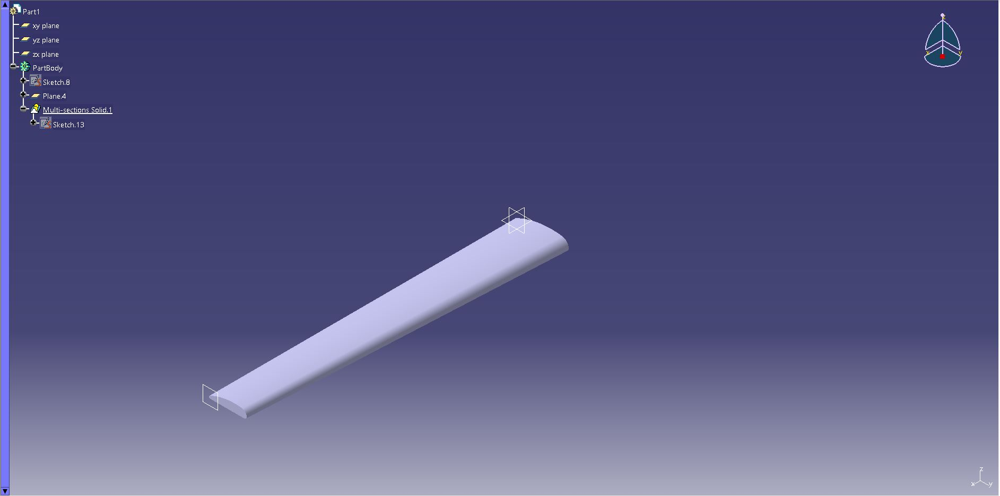 Part1
xy plane
yz plane
zx plane
PartBody
Sketch.8
Plane.4
Multi-sections Solid.1
Sketch.13
z
x
y
z
x
y